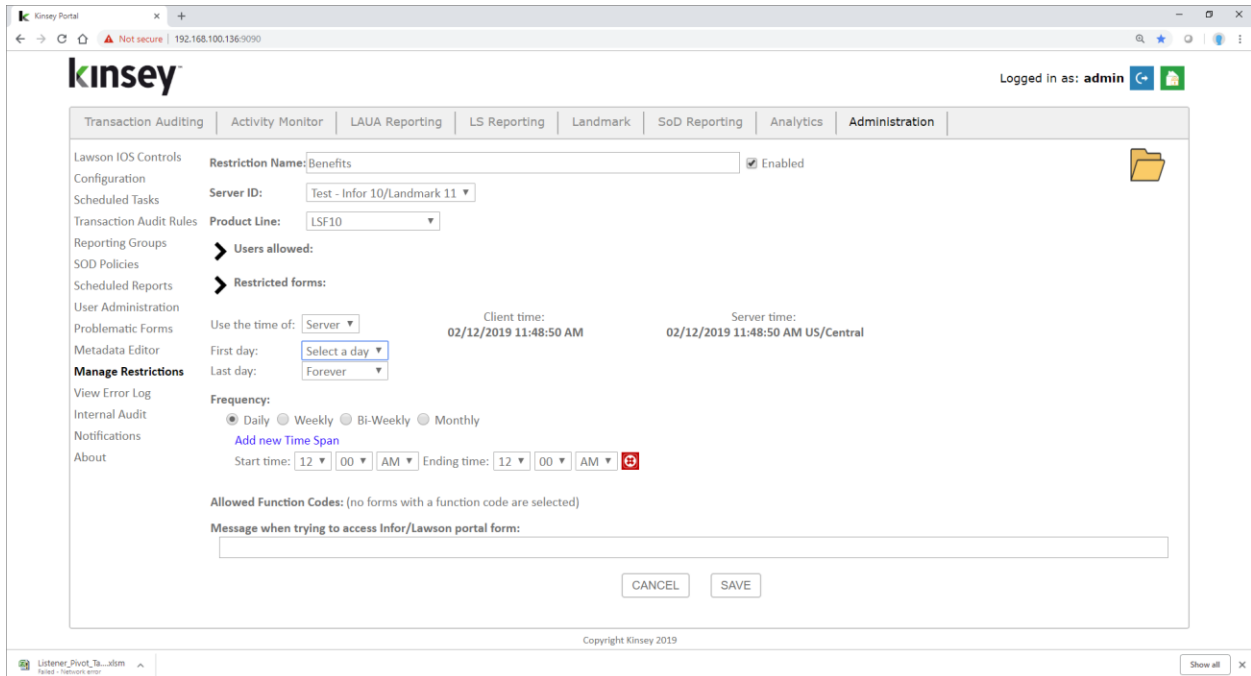 Kinsey Portal
Not secure | 192.168.100.136:9090
kinsey
Logged in as: admin
Transaction Auditing
Activity Monitor
LAUA Reporting
LS Reporting
Landmark
SoD Reporting
Analytics
Administration
Lawson IOS Controls
Configuration
Scheduled Tasks
Transaction Audit Rules
Reporting Groups
SOD Policies
Scheduled Reports
User Administration
Problematic Forms
Metadata Editor
Manage Restrictions
View Error Log
Internal Audit
Notifications
About
Restriction Name: Benefits
Enabled
Server ID: Test - Infor 10/Landmark 11
Product Line: LSF10
Users allowed:
Restricted forms:
Use the time of: Server
Client time:
02/12/2019 11:48:50 AM
Server time:
02/12/2019 11:48:50 AM US/Central
First day: Select a day
Last day: Forever
Frequency:
Daily Weekly Bi-Weekly Monthly
Add new Time Span
Start time: 12 00 AM Ending time: 12 00 AM
Allowed Function Codes: (no forms with a function code are selected)
Message when trying to access Infor/Lawson portal form:
CANCEL SAVE
Copyright Kinsey 2019
Listener_Pivot_Ta....xlsm
Failed - Network error
Show all